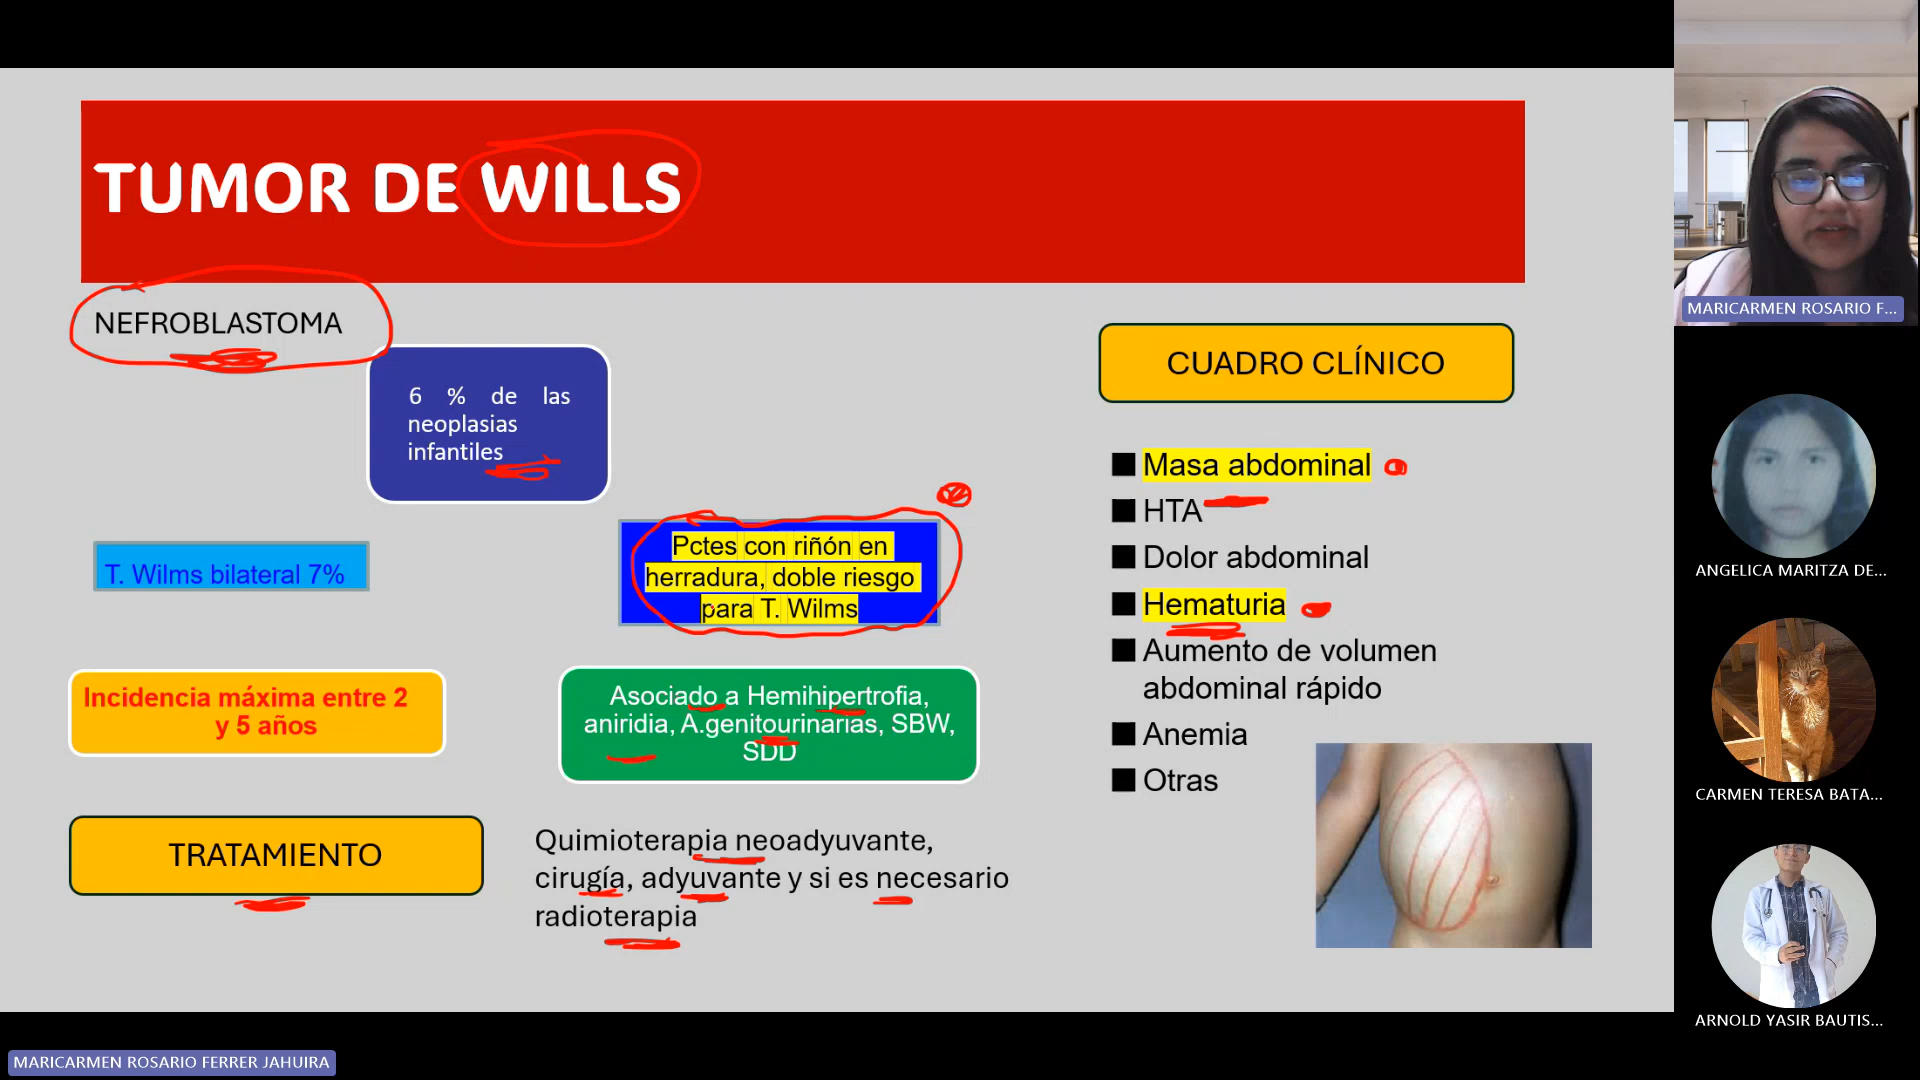 TUMOR DE WILLS
NEFROBLASTOMA
6 % de las
neoplasias
infantiles
T. Wilms bilateral 7%
Pctes con riñón en
herradura, doble riesgo
para T. Wilms
Incidencia máxima entre 2
y 5 años
Asociado a Hemihipertrofia,
aniridia, A.genitourinarias, SBW,
SDD
TRATAMIENTO
Quimioterapia neoadyuvante,
cirugía, adyuvante y si es necesario
radioterapia
CUADRO CLÍNICO
Masa abdominal
HTA
Dolor abdominal
Hematuria
Aumento de volumen
abdominal rápido
Anemia
Otras
MARICARMEN ROSARIO F...
ANGELICA MARITZA DE...
CARMEN TERESA BATA...
ARNOLD YASIR BAUTIS...
MARICARMEN ROSARIO FERRER JAHUIRA